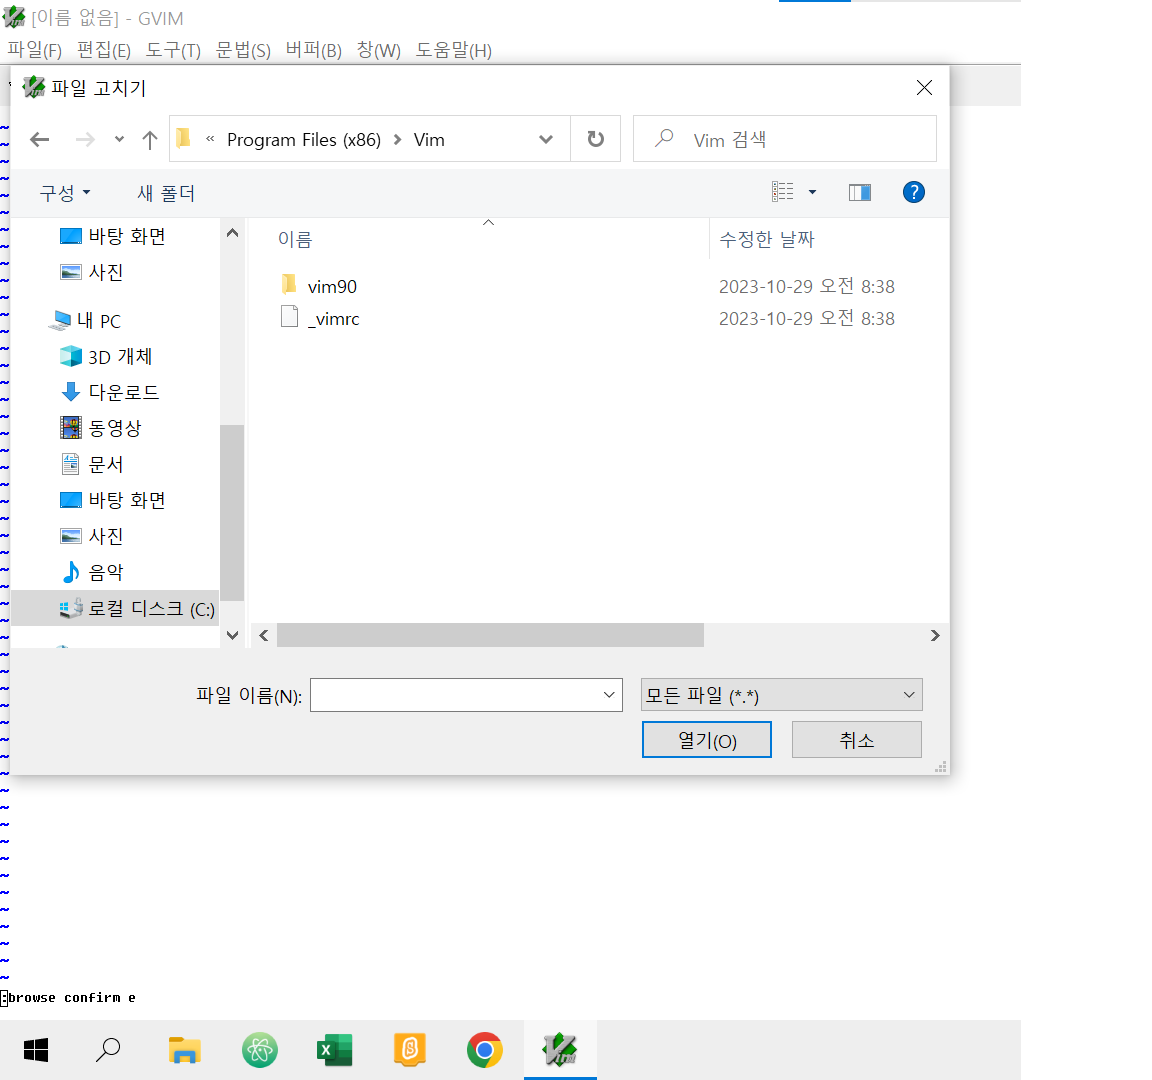 [이름 없음] - GVIM
파일(F) 편집(E) 도구(T) 문법(S) 버퍼(B) 창(W) 도움말(H)
파일 고치기
« Program Files (x86) > Vim
Vim 검색
구성 새 폴더
바탕 화면
사진
내 PC
3D 개체
다운로드
동영상
문서
바탕 화면
사진
음악
로컬 디스크 (C:)
이름 수정한 날짜
vim90 2023-10-29 오전 8:38
_vimrc 2023-10-29 오전 8:38
파일 이름(N): 모든 파일 (*.*)
열기(O) 취소
:browse confirm e